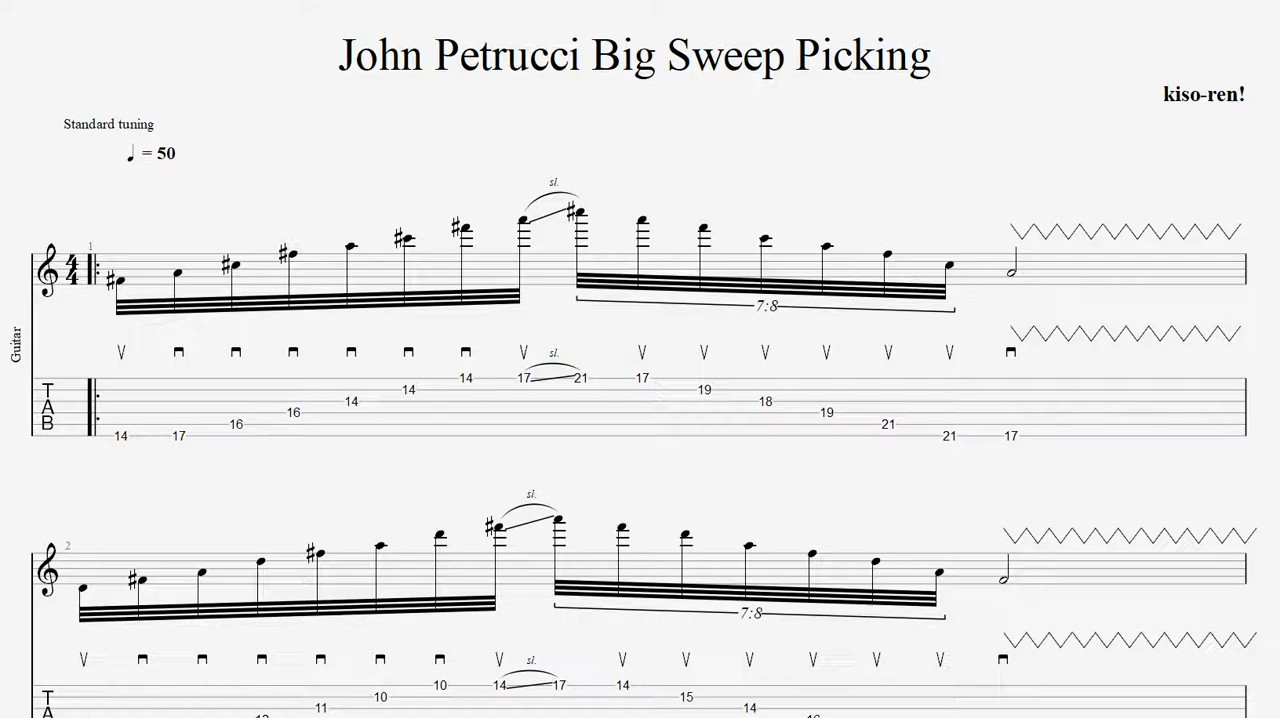 John Petrucci Big Sweep Picking
kiso-ren!
Standard tuning
= 50
sl.
1
4
4
7:8
Guitar
sl.
14 17 21 17
14 19
14 18
16 19
16 21
14 17 21 17
T
A
B
sl.
2
7:8
sl.
10 14 17 14
10 15
11 14